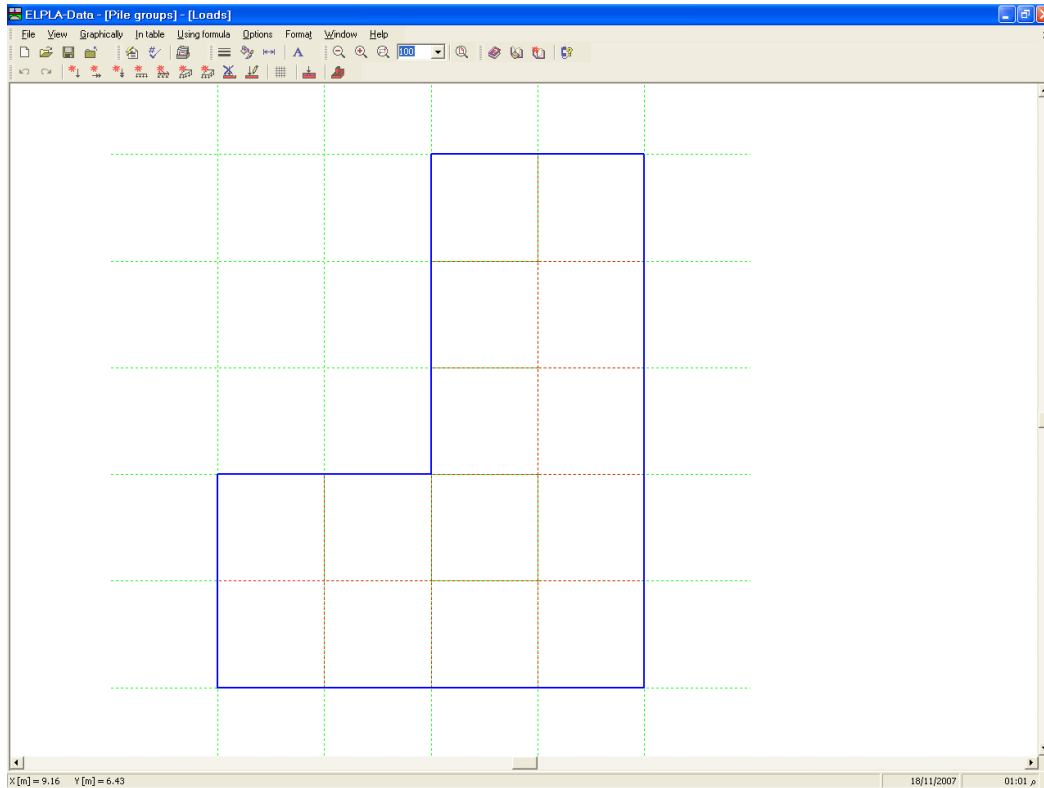 ELPLA-Data - [Pile groups] - [Loads]
File View Graphically In table Using formula Options Format Window Help
A 100
X [m] = 9.16 Y [m] = 6.43 18/11/2007 01:01 م